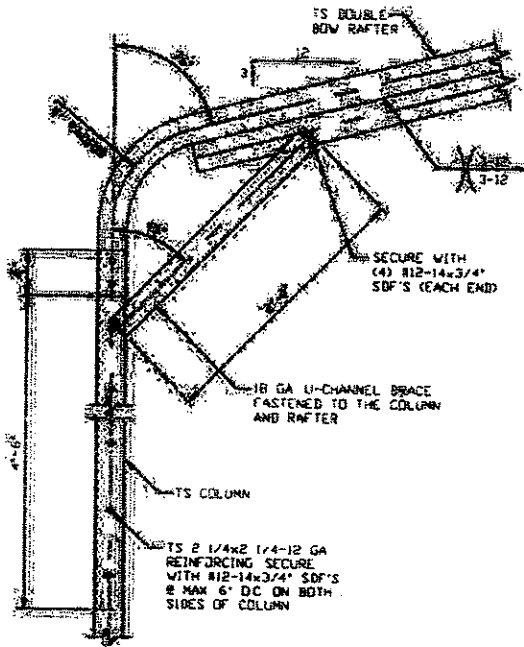 TS DOUBLE
BOW RAFTER
12
3
3-12
SECURE WITH
(4) #12-14x3/4"
SDF'S (EACH END)
18 GA U-CHANNEL BRACE
FASTENED TO THE COLUMN
AND RAFTER
4'-6"
TS COLUMN
TS 2 1/4x2 1/4-12 GA
REINFORCING SECURE
WITH #12-14x3/4" SDF'S
@ MAX 6" OC ON BOTH
SIDES OF COLUMN